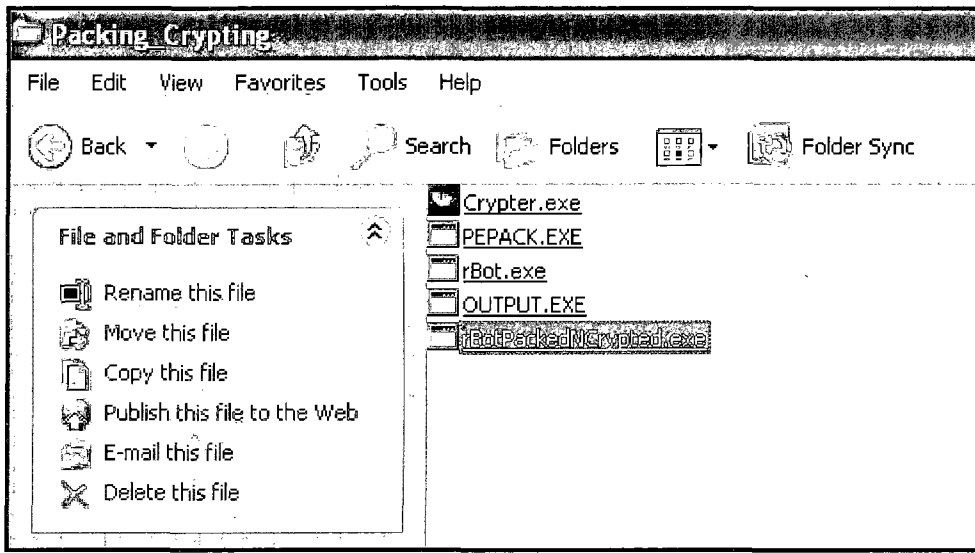 Packing_Crypting
File Edit View Favorites Tools Help
Back Search Folders Folder Sync
File and Folder Tasks
Rename this file
Move this file
Copy this file
Publish this file to the Web
E-mail this file
Delete this file
Crypter.exe
PEPACK.EXE
rBot.exe
OUTPUT.EXE
rBotPackedNCrypted.exe